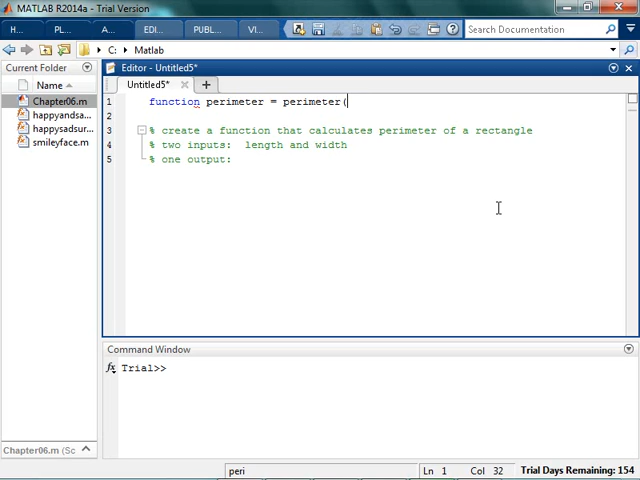 MATLAB R2014a - Trial Version
H...
PL...
A...
EDI...
PUBL...
VI...
Search Documentation
C:
Matlab
Current Folder
Editor - Untitled5*
Name
Untitled5*
Chapter06.m
happyandsa...
happysadsur...
smileyface.m
1 function perimeter = perimeter(
2
3 % create a function that calculates perimeter of a rectangle
4 % two inputs:  length and width
5 % one output:
Command Window
fx Trial>>
Chapter06.m (Sc
peri
Ln 1 Col 32
Trial Days Remaining: 154